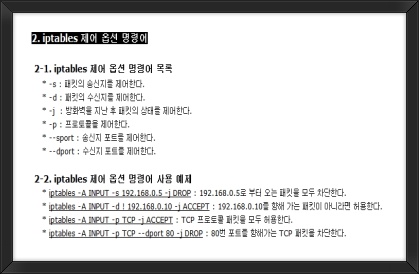 2. iptables 제어 옵션 명령어
2-1. iptables 제어 옵션 명령어 목록
* -s : 패킷의 송신지를 제어한다.
* -d : 패킷의 수신지를 제어한다.
* -j : 방화벽을 지난 후 패킷의 상태를 제어한다.
* -p : 프로토콜을 제어한다.
* --sport : 송신지 포트를 제어한다.
* --dport : 수신지 포트를 제어한다.
2-2. iptables 제어 옵션 명령어 사용 예제
* iptables -A INPUT -s 192.168.0.5 -j DROP : 192.168.0.5로 부터 오는 패킷을 모두 차단한다.
* iptables -A INPUT -d ! 192.168.0.10 -j ACCEPT : 192.168.0.10를 향해 가는 패킷이 아니라면 허용한다.
* iptables -A INPUT -p TCP -j ACCEPT : TCP 프로토콜 패킷을 모두 허용한다.
* iptables -A INPUT -p TCP --dport 80 -j DROP : 80번 포트를 향해가는 TCP 패킷을 차단한다.